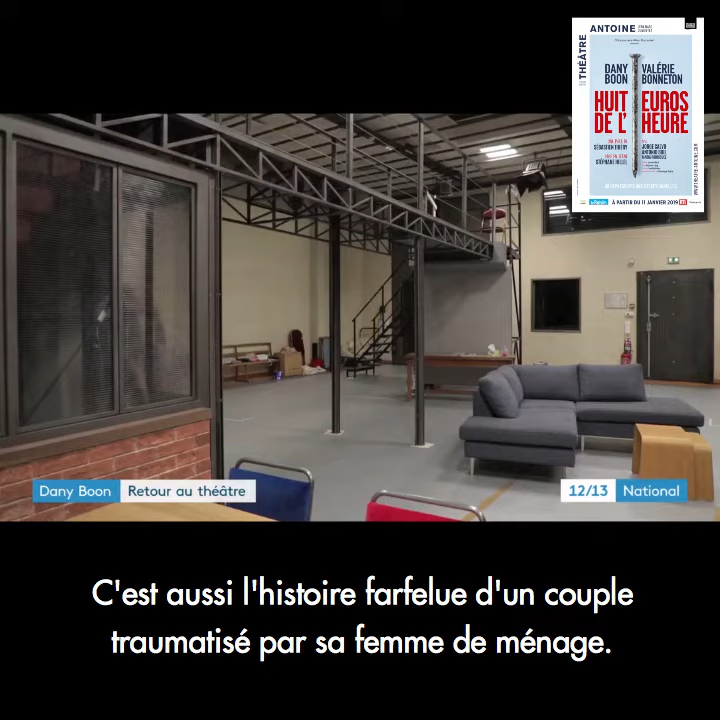 THÉÂTRE
ANTOINE
DANY
BOON
VALÉRIE
BONNETON
HUIT EUROS
DE L'HEURE
À PARTIR DU 11 JANVIER 2019
RTL
Dany Boon Retour au théâtre
12/13 National
C'est aussi l'histoire farfelue d'un couple
traumatisé par sa femme de ménage.